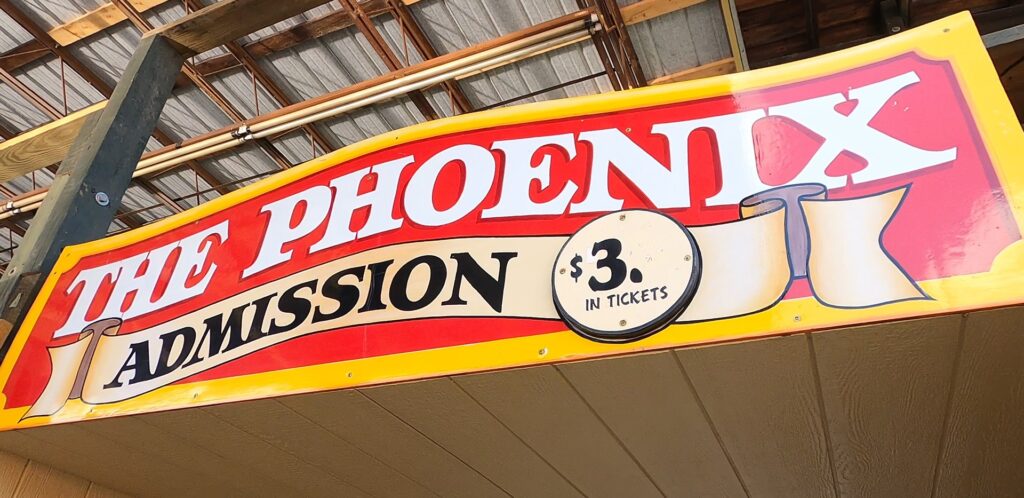 THE PHOENIX
ADMISSION
$3.
IN TICKETS